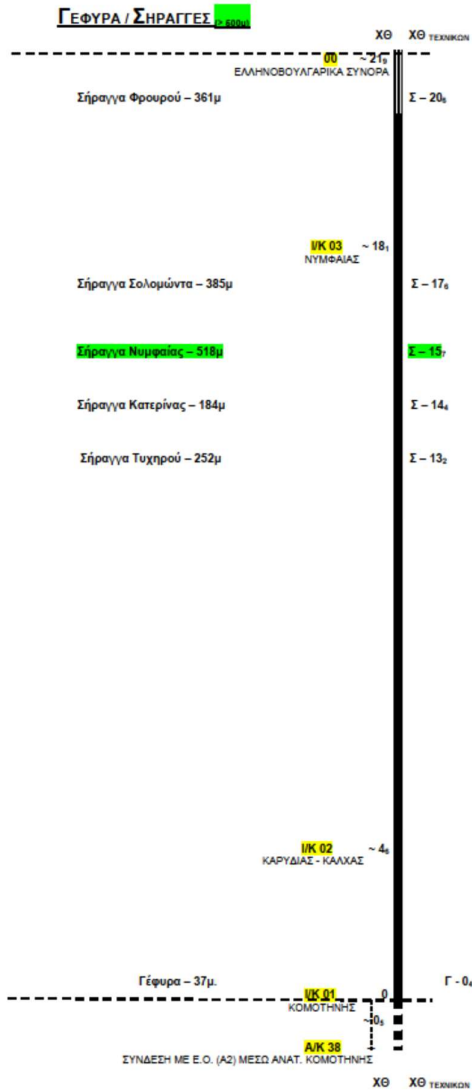 ΓΕΦΥΡΑ / ΣΗΡΑΓΓΕΣ (> 500μ)
ΧΘ ΧΘ ΤΕΧΝΙΚΩΝ
00 ~ 21₉
ΕΛΛΗΝΟΒΟΥΛΓΑΡΙΚΑ ΣΥΝΟΡΑ
Σήραγγα Φρουρού – 361μ Σ – 20₆
Ι/Κ 03 ~ 18₁
ΝΥΜΦΑΙΑΣ
Σήραγγα Σολομώντα – 385μ Σ – 17₆
Σήραγγα Νυμφαίας – 518μ Σ – 15₇
Σήραγγα Κατερίνας – 184μ Σ – 14₄
Σήραγγα Τυχηρού – 252μ Σ – 13₂
Ι/Κ 02 ~ 4₆
ΚΑΡΥΔΙΑΣ - ΚΑΛΧΑΣ
Γέφυρα – 37μ. Γ - 0₄
Ι/Κ 01 0
ΚΟΜΟΤΗΝΗΣ
~ 0₅
Α/Κ 38
ΣΥΝΔΕΣΗ ΜΕ Ε.Ο. (Α2) ΜΕΣΩ ΑΝΑΤ. ΚΟΜΟΤΗΝΗΣ
ΧΘ ΧΘ ΤΕΧΝΙΚΩΝ